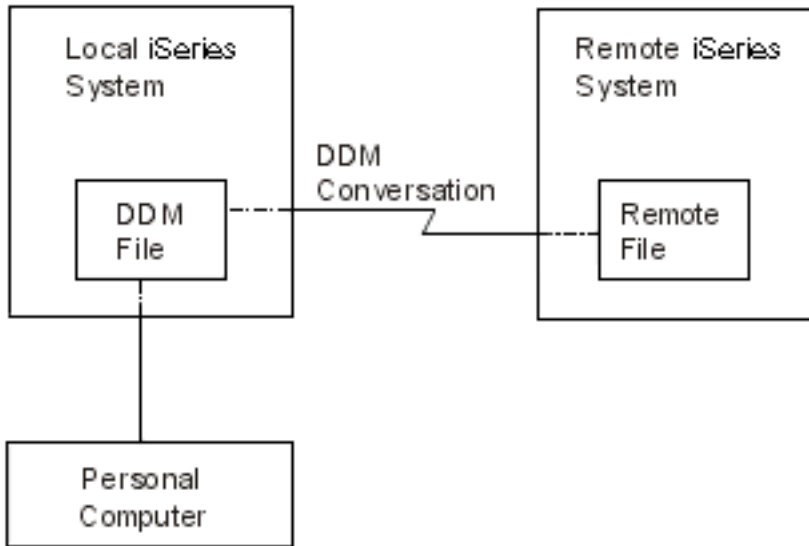 Local iSeries
System
Remote iSeries
System
DDM
Conversation
DDM
File
Remote
File
Personal
Computer